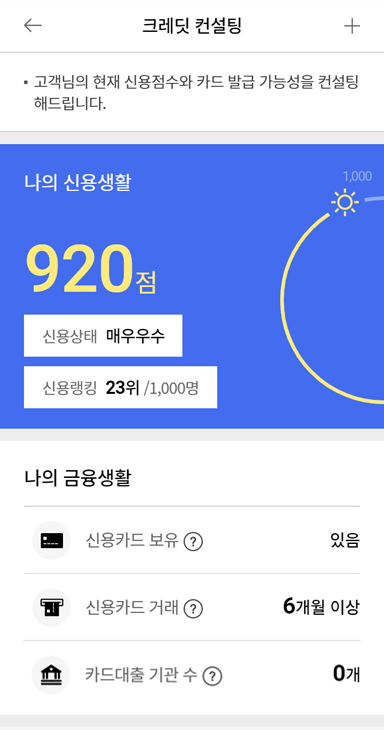 크레딧 컨설팅
고객님의 현재 신용점수와 카드 발급 가능성을 컨설팅
해드립니다.
나의 신용생활
1,000
920점
신용상태 매우우수
신용랭킹 23위 /1,000명
나의 금융생활
신용카드 보유 ? 있음
신용카드 거래 ? 6개월 이상
카드대출 기관 수 ? 0개